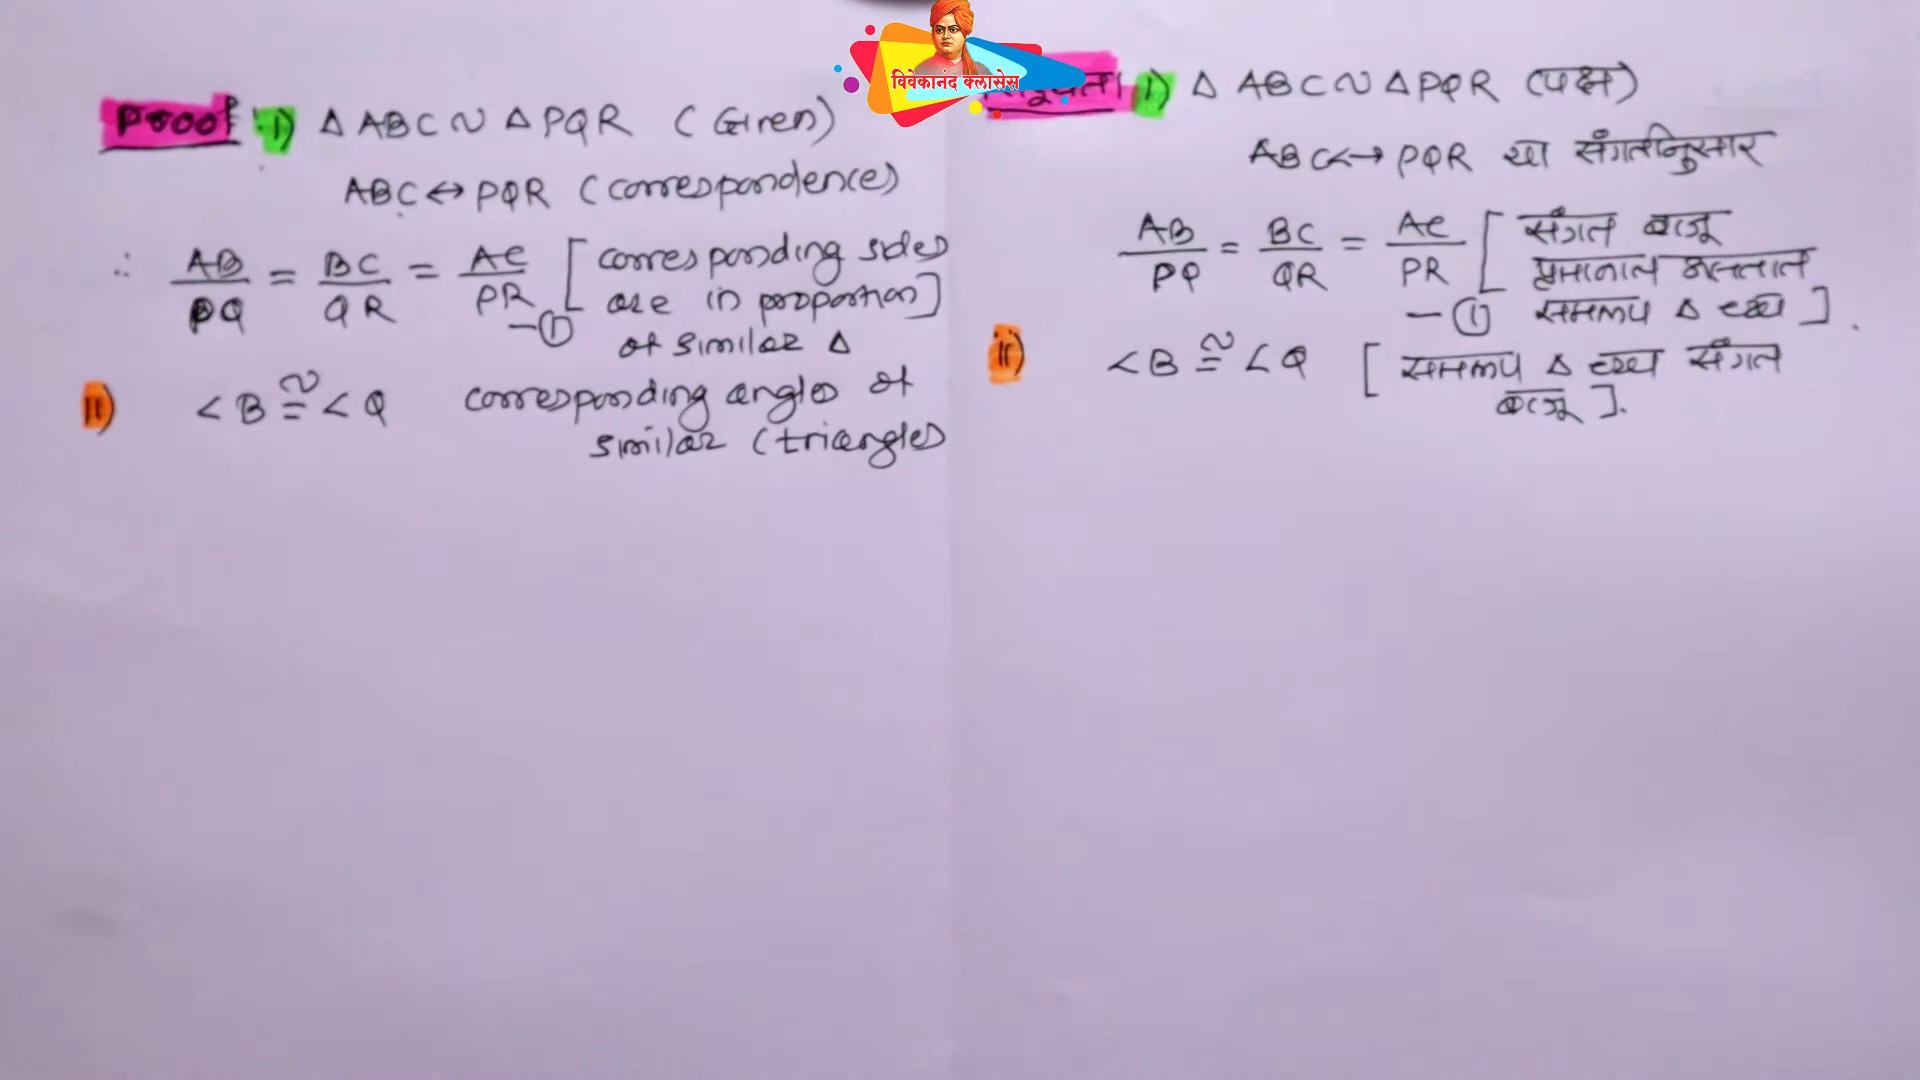 विवेकानंद क्लासेस
Proof i) Δ ABC ~ Δ PQR (Given)
ABC ↔ PQR (correspondence)
∴ AB/PQ = BC/QR = AC/PR [corresponding sides
are in proportion]
—① of similar Δ
ii) <B ≅ <Q corresponding angles of
similar (triangles
i) Δ ABC ~ Δ PQR (पक्ष)
ABC ↔ PQR या संगतीनुसार
AB/PQ = BC/QR = AC/PR [संगत बाजू
प्रमाणात असतात
—① समरूप Δ च्या].
ii) <B ≅ <Q [समरूप Δ च्या संगत
बाजू].